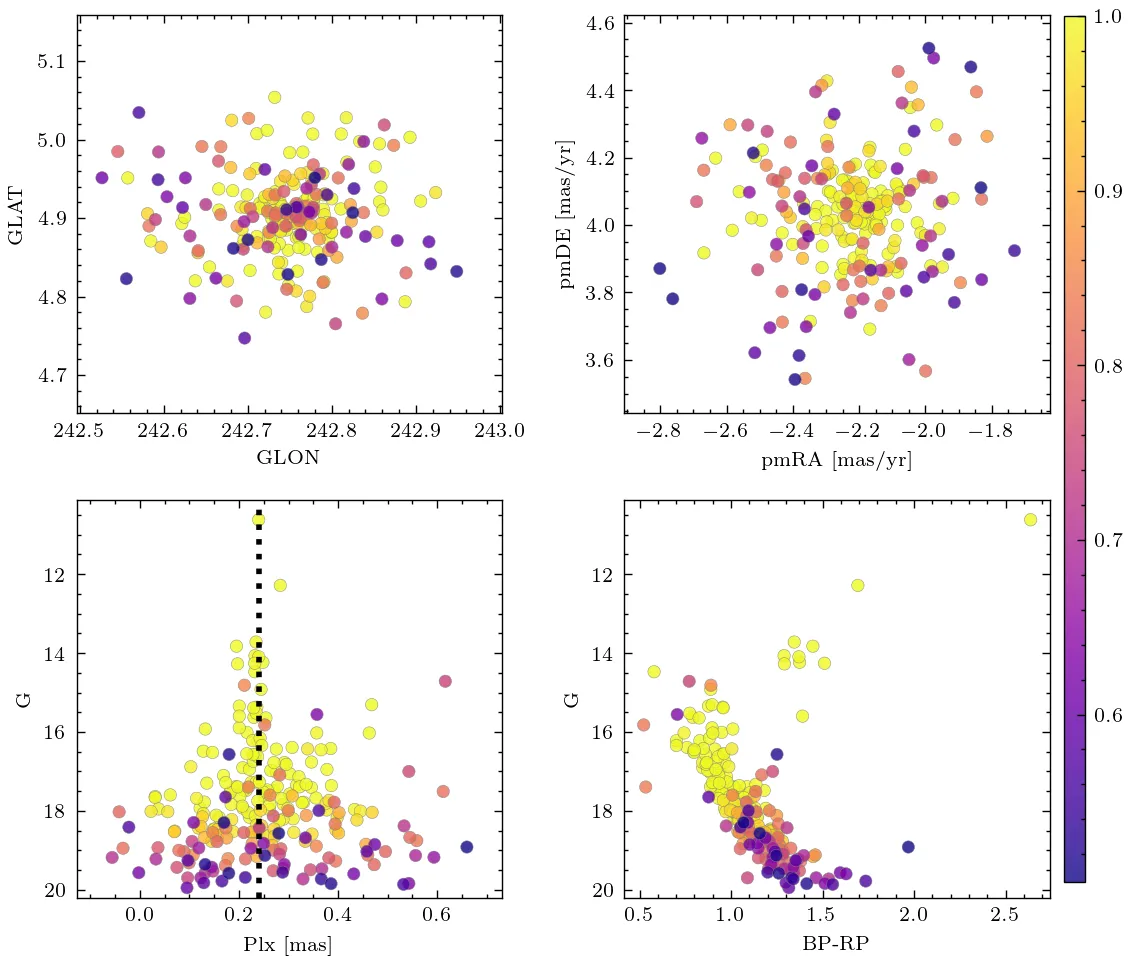 5.1
5.0
4.9
4.8
4.7
GLAT
242.5 242.6 242.7 242.8 242.9 243.0
GLON
4.6
4.4
4.2
4.0
3.8
3.6
pmDE [mas/yr]
−2.8 −2.6 −2.4 −2.2 −2.0 −1.8
pmRA [mas/yr]
1.0
0.9
0.8
0.7
0.6
12
14
16
18
20
G
0.0 0.2 0.4 0.6
Plx [mas]
12
14
16
18
20
G
0.5 1.0 1.5 2.0 2.5
BP-RP